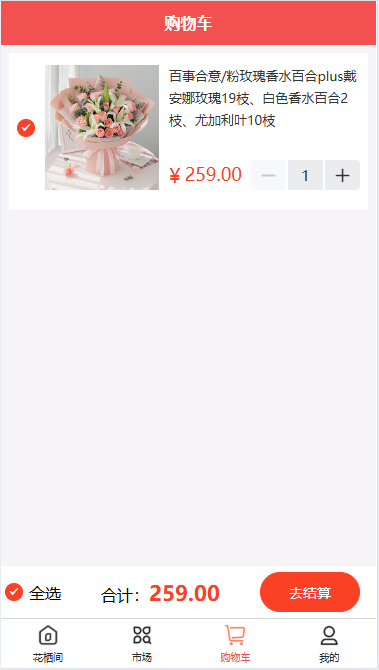 购物车
百事合意/粉玫瑰香水百合plus戴
安娜玫瑰19枝、白色香水百合2
枝、尤加利叶10枝
¥ 259.00 1
全选 合计：259.00 去结算
花栖间 市场 购物车 我的